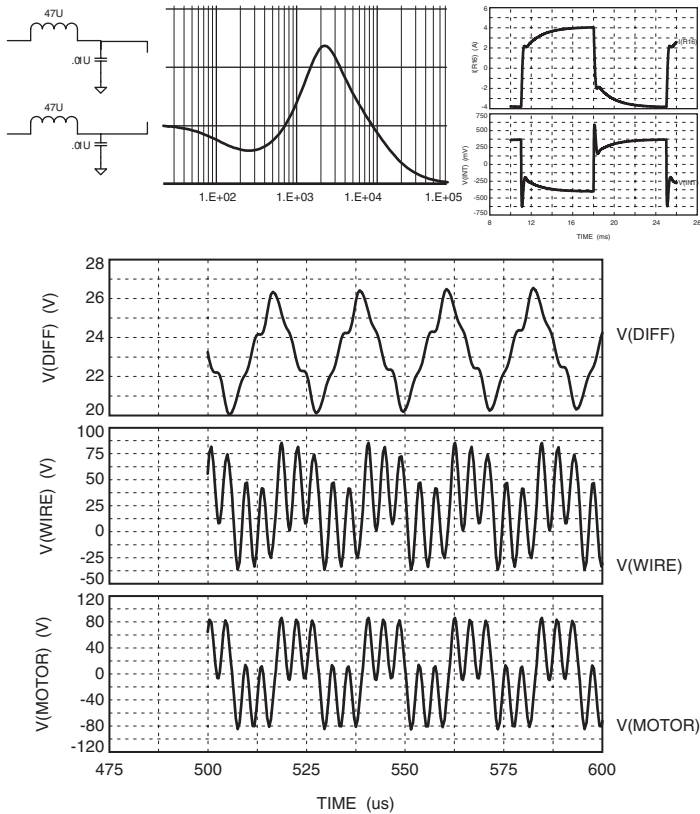 47U
.01U
47U
.01U
1.E+02 1.E+03 1.E+04 1.E+05
I(R16) (A)
6
4
2
0
-2
-4
I(R16)
V(INT) (mV)
750
500
250
0
-250
-500
-750
V(INT)
8 12 16 20 24 28
TIME (ms)
V(DIFF) (V)
28
26
24
22
20
V(DIFF)
V(WIRE) (V)
100
75
50
25
0
-25
-50
V(WIRE)
V(MOTOR) (V)
120
80
40
0
-40
-80
-120
V(MOTOR)
475 500 525 550 575 600
TIME (us)